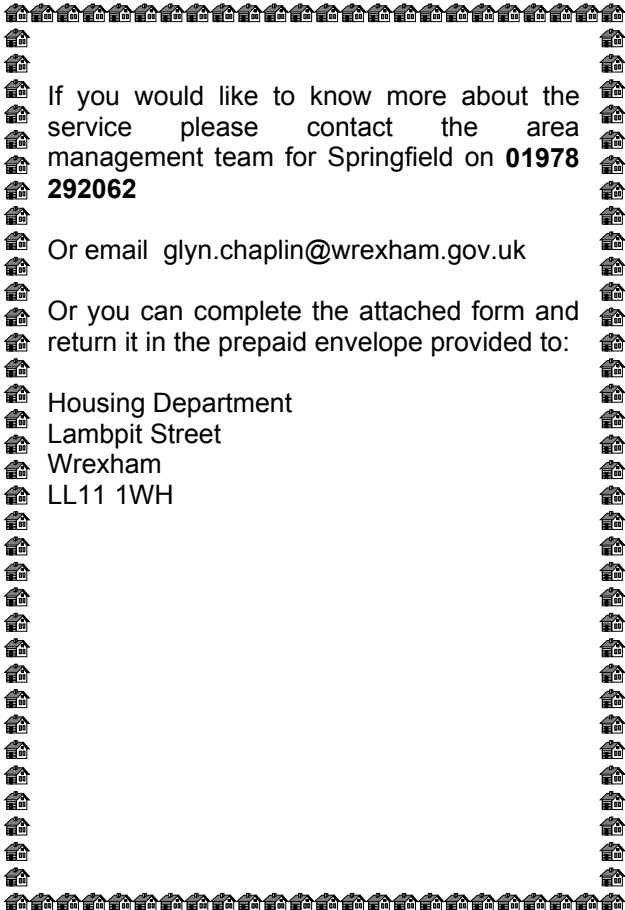 If you would like to know more about the
service please contact the area
management team for Springfield on 01978
292062
Or email glyn.chaplin@wrexham.gov.uk
Or you can complete the attached form and
return it in the prepaid envelope provided to:
Housing Department
Lambpit Street
Wrexham
LL11 1WH